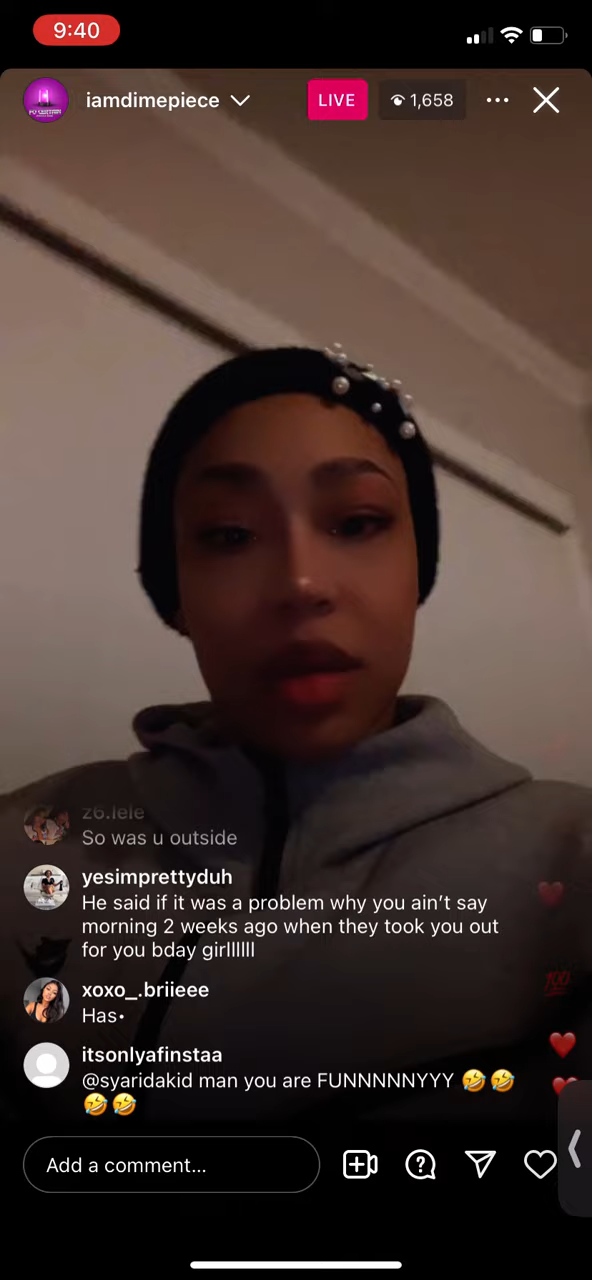 9:40
iamdimepiece
LIVE
1,658
z6.lele
So was u outside
yesimprettyduh
He said if it was a problem why you ain’t say
morning 2 weeks ago when they took you out
for you bday girllllll
xoxo_.briieee
Has•
itsonlyafinstaa
@syaridakid man you are FUNNNNNYYY 🤣🤣
🤣🤣
100
Add a comment...